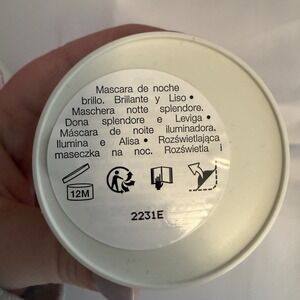 Mascara de noche
brillo. Brillante y Liso •
Maschera notte splendore.
Dona splendore e Leviga •
Máscara de noite iluminadora.
Ilumina e Alisa • Rozświetlająca
maseczka na noc. Rozświetla i
12M
2231E